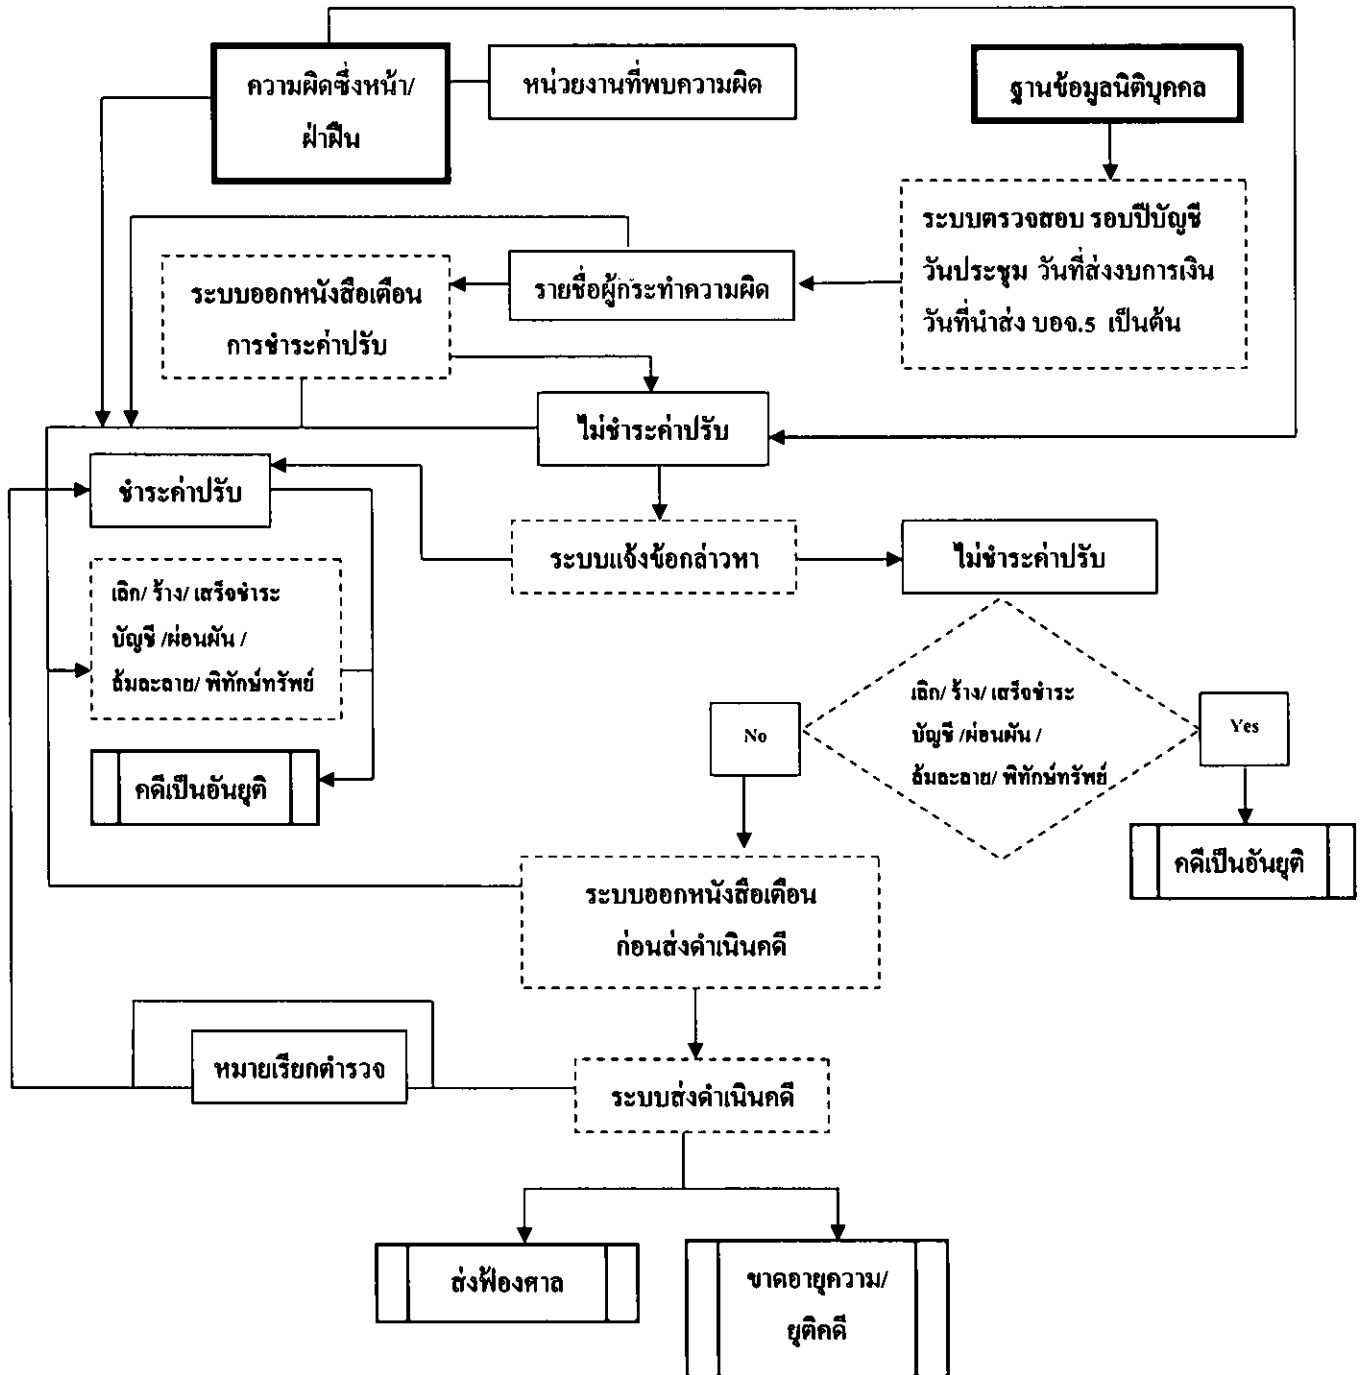 ความผิดซึ่งหน้า/
ฝ่าฝืน
หน่วยงานที่พบความผิด
ฐานข้อมูลนิติบุคคล
ระบบตรวจสอบ รอบปีบัญชี
วันประชุม วันที่ส่งงบการเงิน
วันที่นำส่ง บอจ.5 เป็นต้น
รายชื่อผู้กระทำความผิด
ระบบออกหนังสือเตือน
การชำระค่าปรับ
ไม่ชำระค่าปรับ
ชำระค่าปรับ
ระบบแจ้งข้อกล่าวหา
ไม่ชำระค่าปรับ
เลิก/ ร้าง/ เสร็จชำระ
บัญชี /ผ่อนผัน /
ล้มละลาย/ พิทักษ์ทรัพย์
เลิก/ ร้าง/ เสร็จชำระ
บัญชี /ผ่อนผัน /
ล้มละลาย/ พิทักษ์ทรัพย์
No
Yes
คดีเป็นอันยุติ
คดีเป็นอันยุติ
ระบบออกหนังสือเตือน
ก่อนส่งดำเนินคดี
หมายเรียกตำรวจ
ระบบส่งดำเนินคดี
ส่งฟ้องศาล
ขาดอายุความ/
ยุติคดี